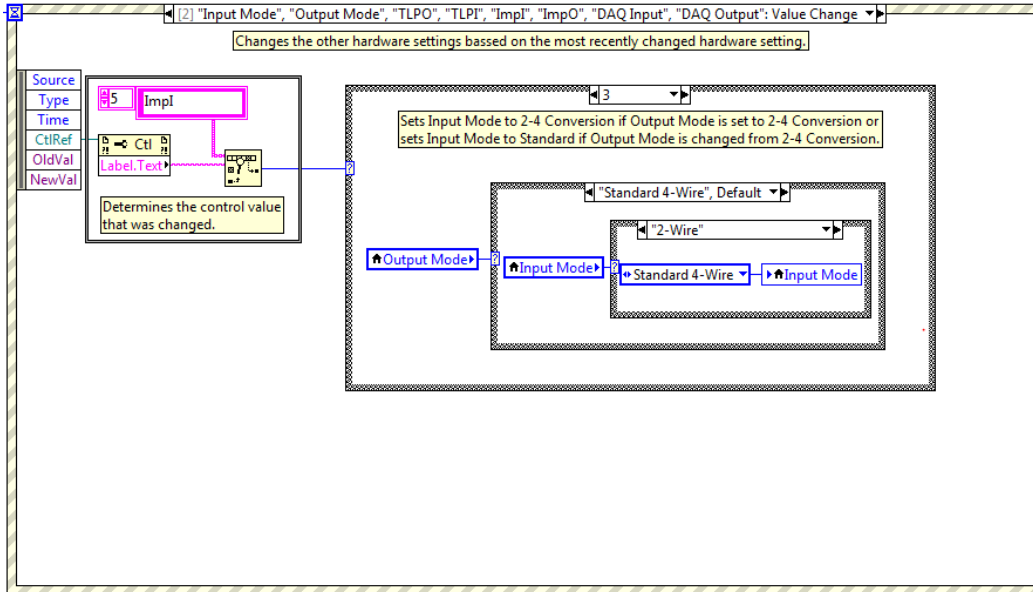 [2] "Input Mode", "Output Mode", "TLPO", "TLPI", "ImpI", "ImpO", "DAQ Input", "DAQ Output": Value Change
Changes the other hardware settings bassed on the most recently changed hardware setting.
Source
Type
Time
CtlRef
OldVal
NewVal
5
ImpI
Ctl
Label.Text
Determines the control value
that was changed.
3
Sets Input Mode to 2-4 Conversion if Output Mode is set to 2-4 Conversion or
sets Input Mode to Standard if Output Mode is changed from 2-4 Conversion.
"Standard 4-Wire", Default
"2-Wire"
Output Mode
?
Input Mode
?
Standard 4-Wire
Input Mode
?